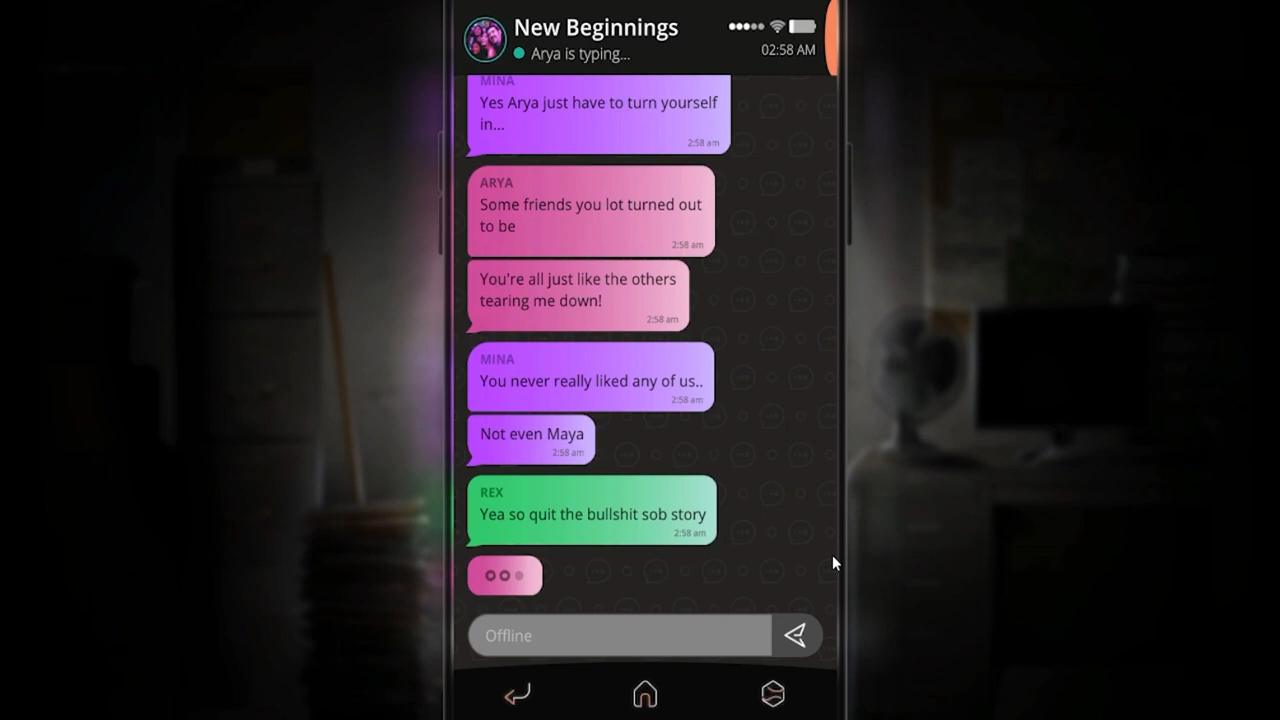 New Beginnings
Arya is typing...
02:58 AM
MINA
Yes Arya just have to turn yourself
in...
2:58 am
ARYA
Some friends you lot turned out
to be
2:58 am
You're all just like the others
tearing me down!
2:58 am
MINA
You never really liked any of us..
2:58 am
Not even Maya
2:58 am
REX
Yea so quit the bullshit sob story
2:58 am
Offline